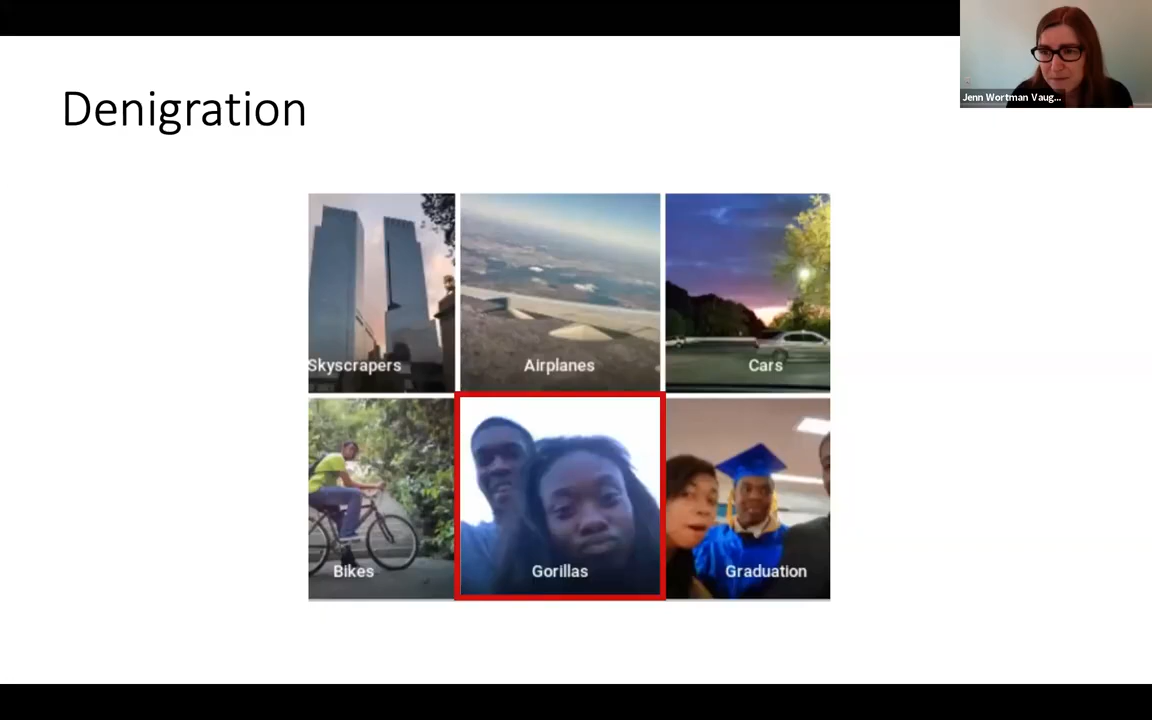 Denigration
Jenn Wortman Vaug...
Skyscrapers
Airplanes
Cars
Bikes
Gorillas
Graduation